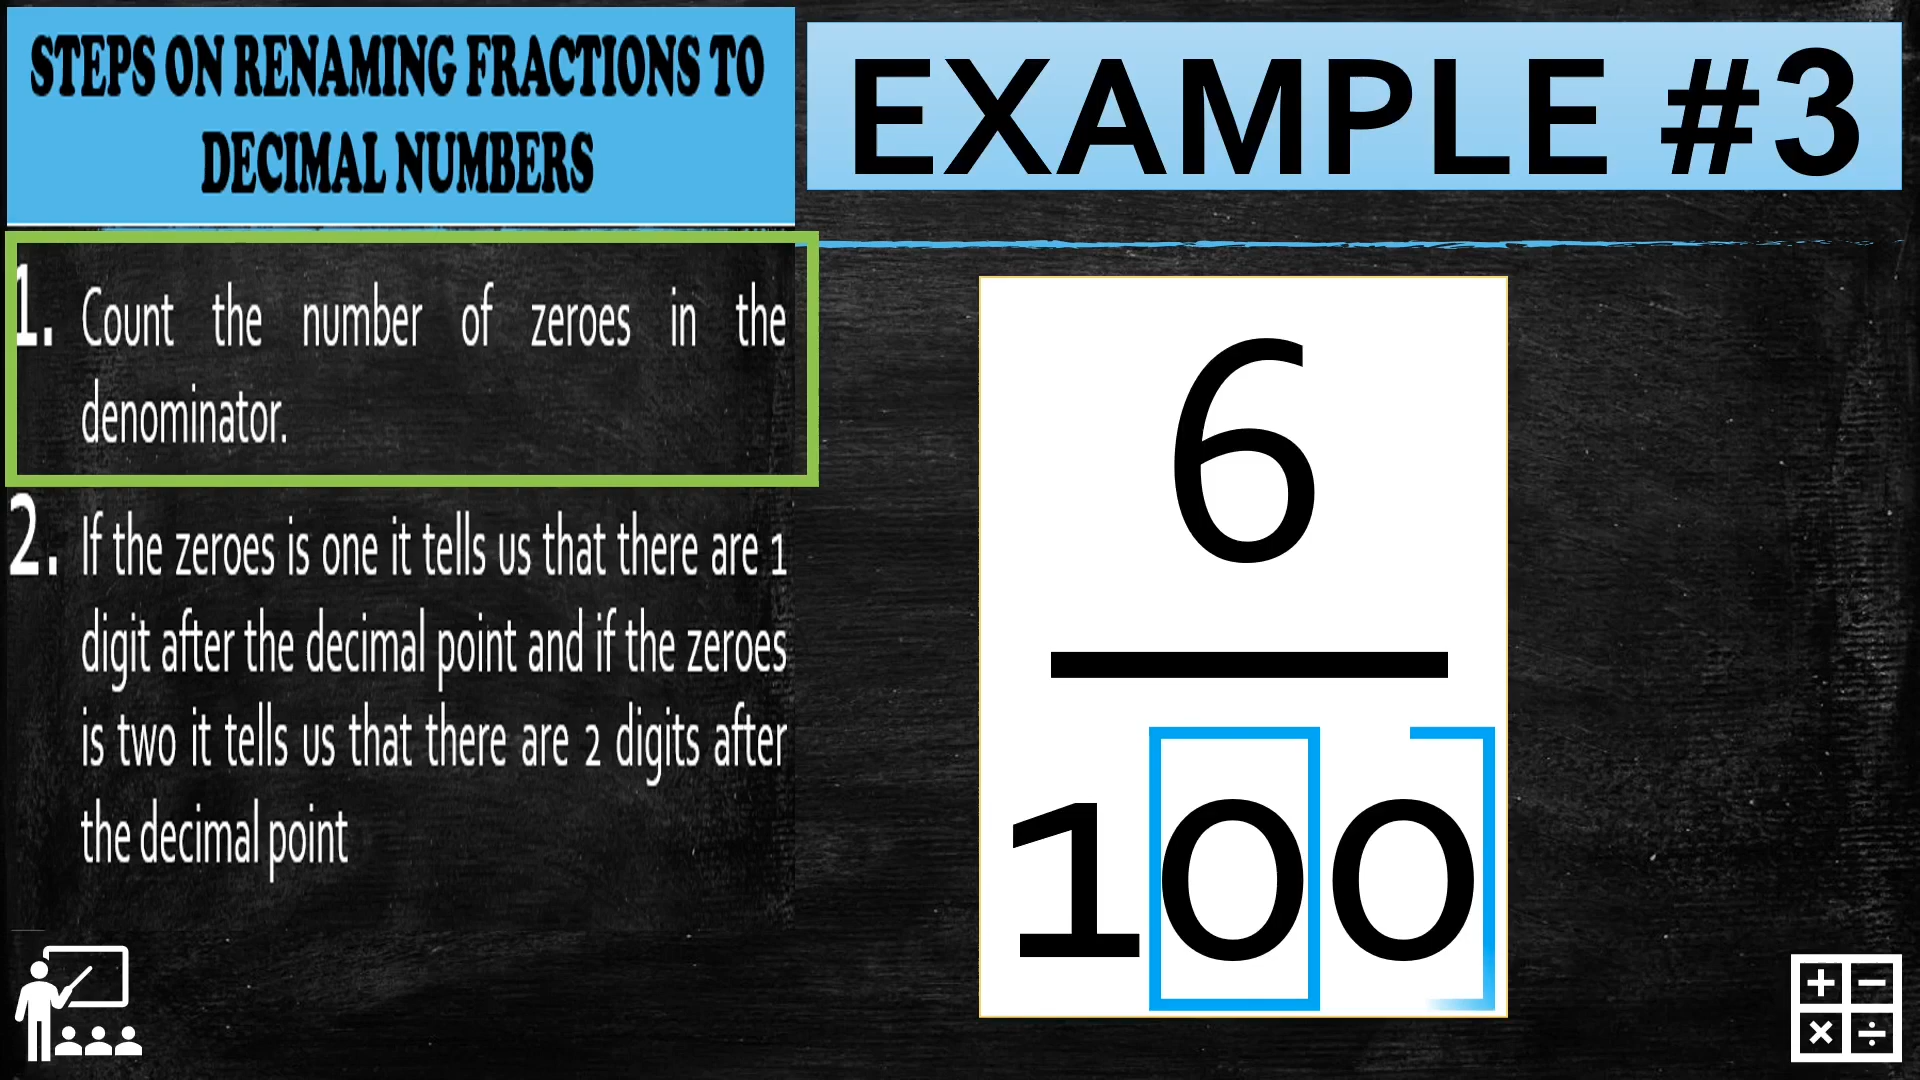 STEPS ON RENAMING FRACTIONS TO
DECIMAL NUMBERS
EXAMPLE #3
1. Count the number of zeroes in the
denominator.
2. If the zeroes is one it tells us that there are 1
digit after the decimal point and if the zeroes
is two it tells us that there are 2 digits after
the decimal point
6
100
+ −
× ÷